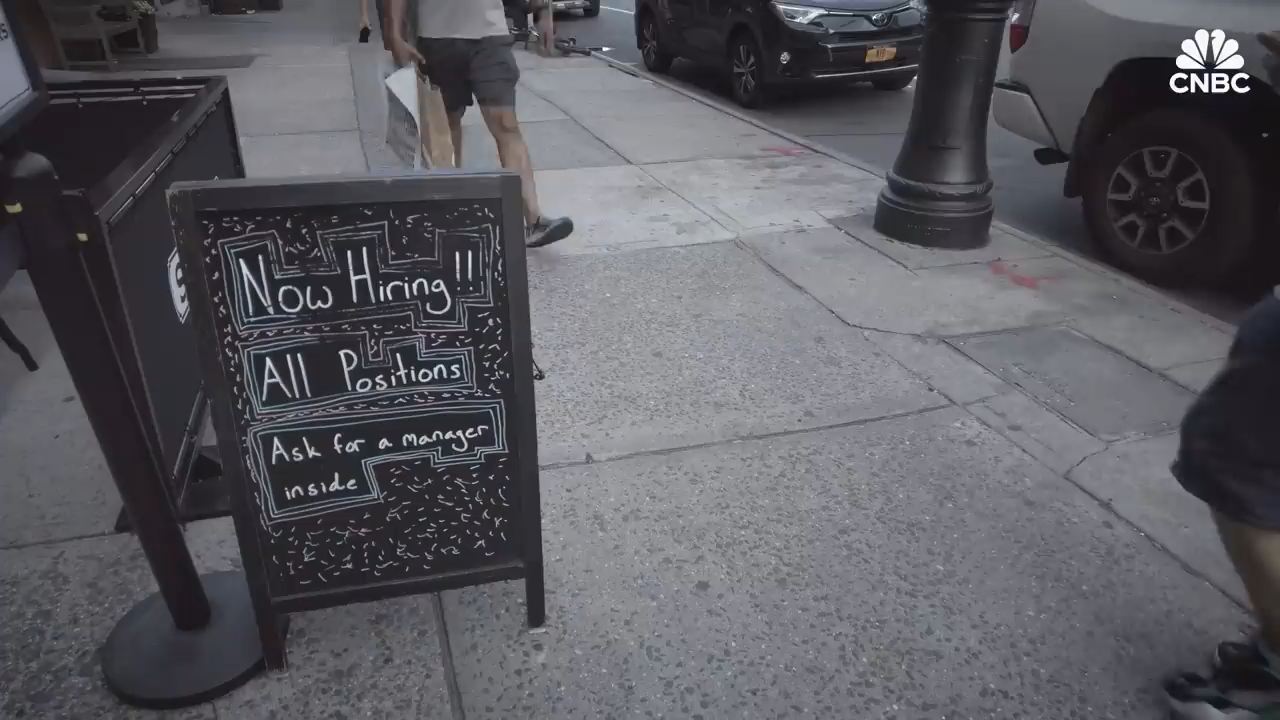 CNBC
Now Hiring!!
All Positions
Ask for a manager
inside